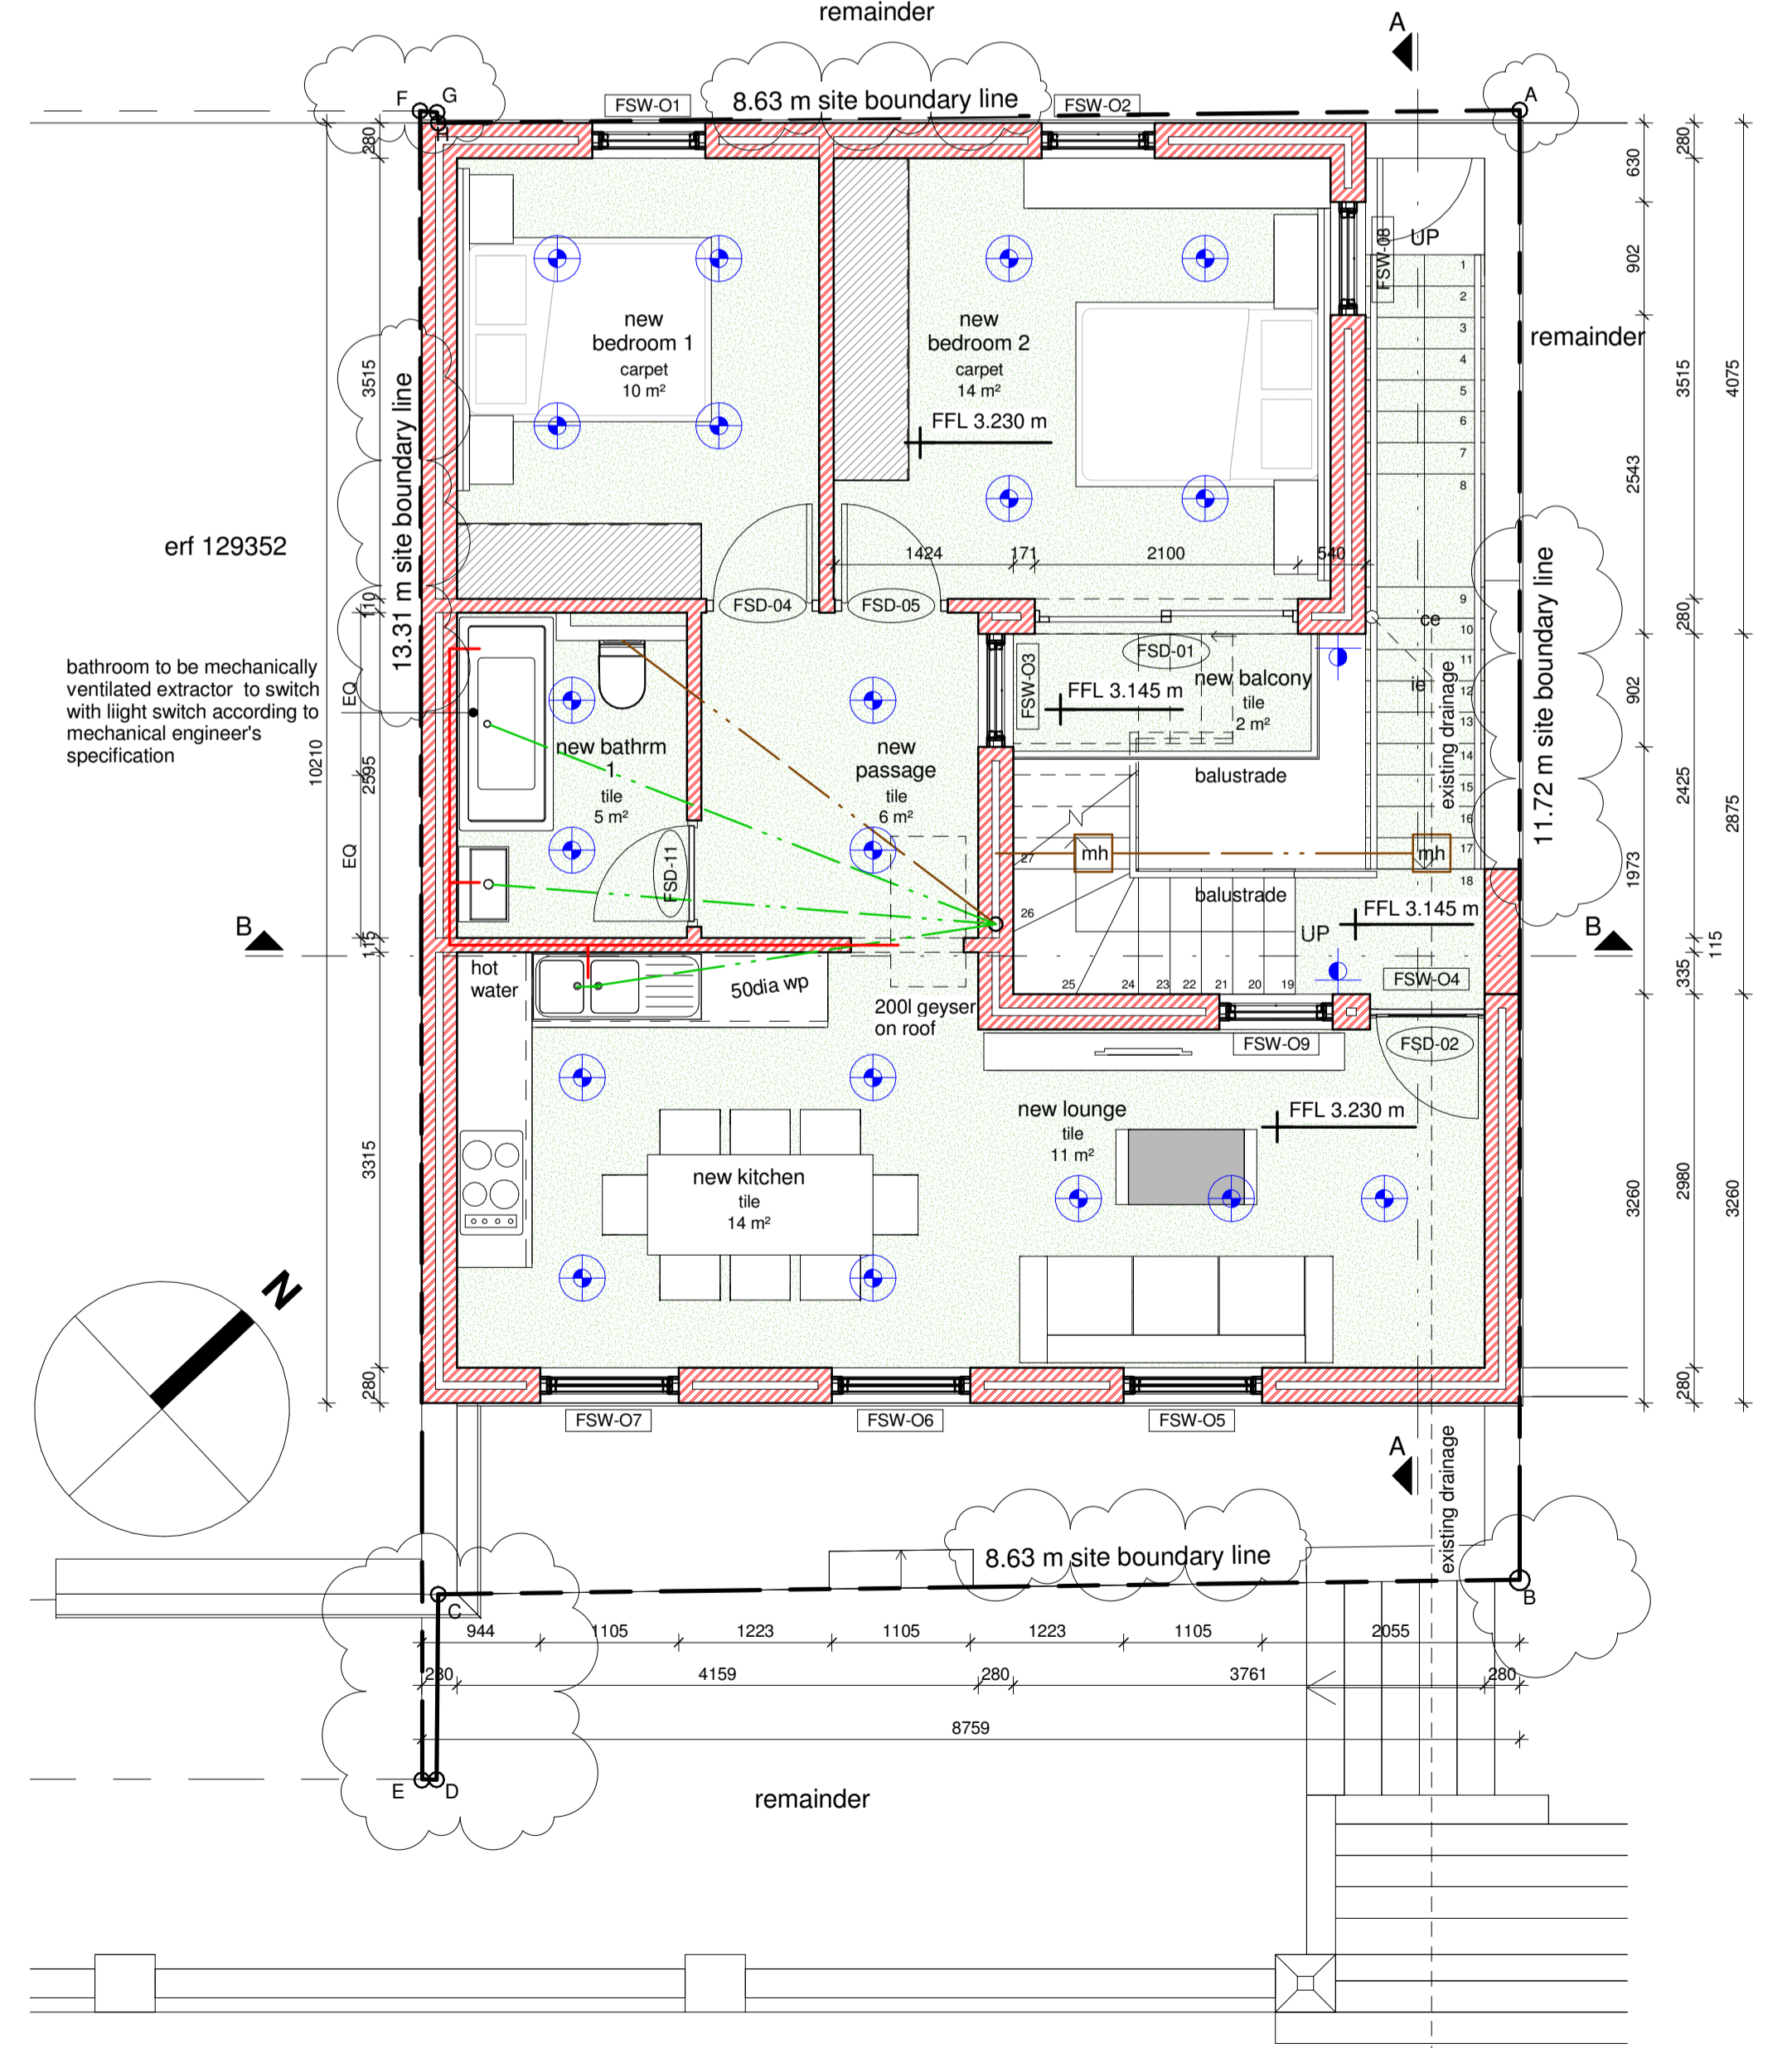 remainder
A
A
F
G
H
FSW-O1
8.63 m site boundary line
FSW-O2
280
630
280
UP
FSW-08
902
1
2
3
4
5
6
7
8
remainder
new
bedroom 1
carpet
10 m²
new
bedroom 2
carpet
14 m²
FFL 3.230 m
3515
13.31 m site boundary line
3515
4075
2543
erf 129352
1424
171
2100
540
110
FSD-04
FSD-05
9
10
11
12
13
14
15
16
17
18
ce
ie
2880
FSD-01
FSW-O3
new balcony
tile
2 m²
FFL 3.145 m
bathroom to be mechanically
ventilated extractor to switch
with liight switch according to
mechanical engineer's
specification
EQ
10210
2595
EQ
new bathrm
1
tile
5 m²
new
passage
tile
6 m²
FSD-11
balustrade
existing drainage
11.72 m site boundary line
902
2425
2875
1973
mh
mh
27
26
balustrade
FFL 3.145 m
UP
B
B
115
115
335
25
24
23
22
21
20
19
FSW-O4
hot
water
50dia wp
200l geyser
on roof
FSW-O9
FSD-02
new lounge
tile
11 m²
FFL 3.230 m
3315
new kitchen
tile
14 m²
3260
2980
3260
N
280
280
FSW-O7
FSW-O6
FSW-O5
A
existing drainage
8.63 m site boundary line
C
B
944
1105
1223
1105
1223
1105
2055
280
4159
280
3761
280
8759
E
D
remainder